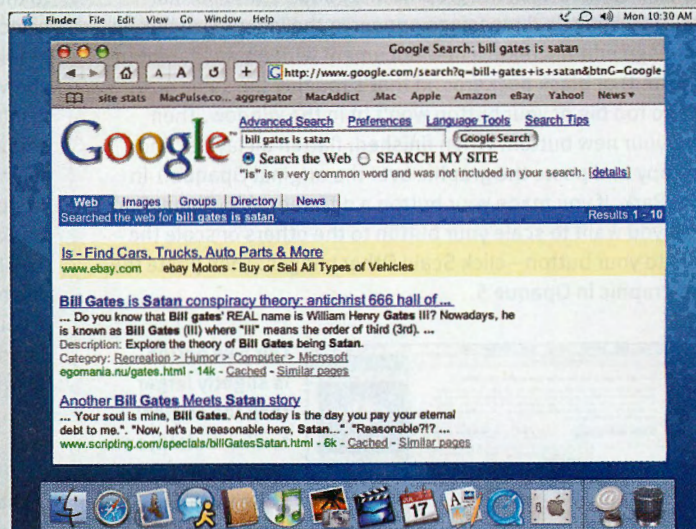 Finder File Edit View Go Window Help Mon 10:30 AM
Google Search: bill gates is satan
A A + G http://www.google.com/search?q=bill+gates+is+satan&btnG=Google+
site stats MacPulse.co... aggregator MacAddict .Mac Apple Amazon eBay Yahoo! News
Advanced Search Preferences Language Tools Search Tips
Google™ bill gates is satan Google Search
Search the Web SEARCH MY SITE
"is" is a very common word and was not included in your search. [details]
Web Images Groups Directory News
Searched the web for bill gates is satan. Results 1 - 10
Is - Find Cars, Trucks, Auto Parts & More
www.ebay.com ebay Motors - Buy or Sell All Types of Vehicles
Bill Gates is Satan conspiracy theory: antichrist 666 hall of ...
... Do you know that Bill gates' REAL name is William Henry Gates III? Nowadays, he
is known as Bill Gates (III) where "III" means the order of third (3rd). ...
Description: Explore the theory of Bill Gates being Satan.
Category: Recreation > Humor > Computer > Microsoft
egomania.nu/gates.html - 14k - Cached - Similar pages
Another Bill Gates Meets Satan story
... Your soul is mine, Bill Gates. And today is the day you pay your eternal
debt to me.". "Now, let's be reasonable here, Satan...". "Reasonable?!? ...
www.scripting.com/specials/billGatesSatan.html - 6k - Cached - Similar pages
17